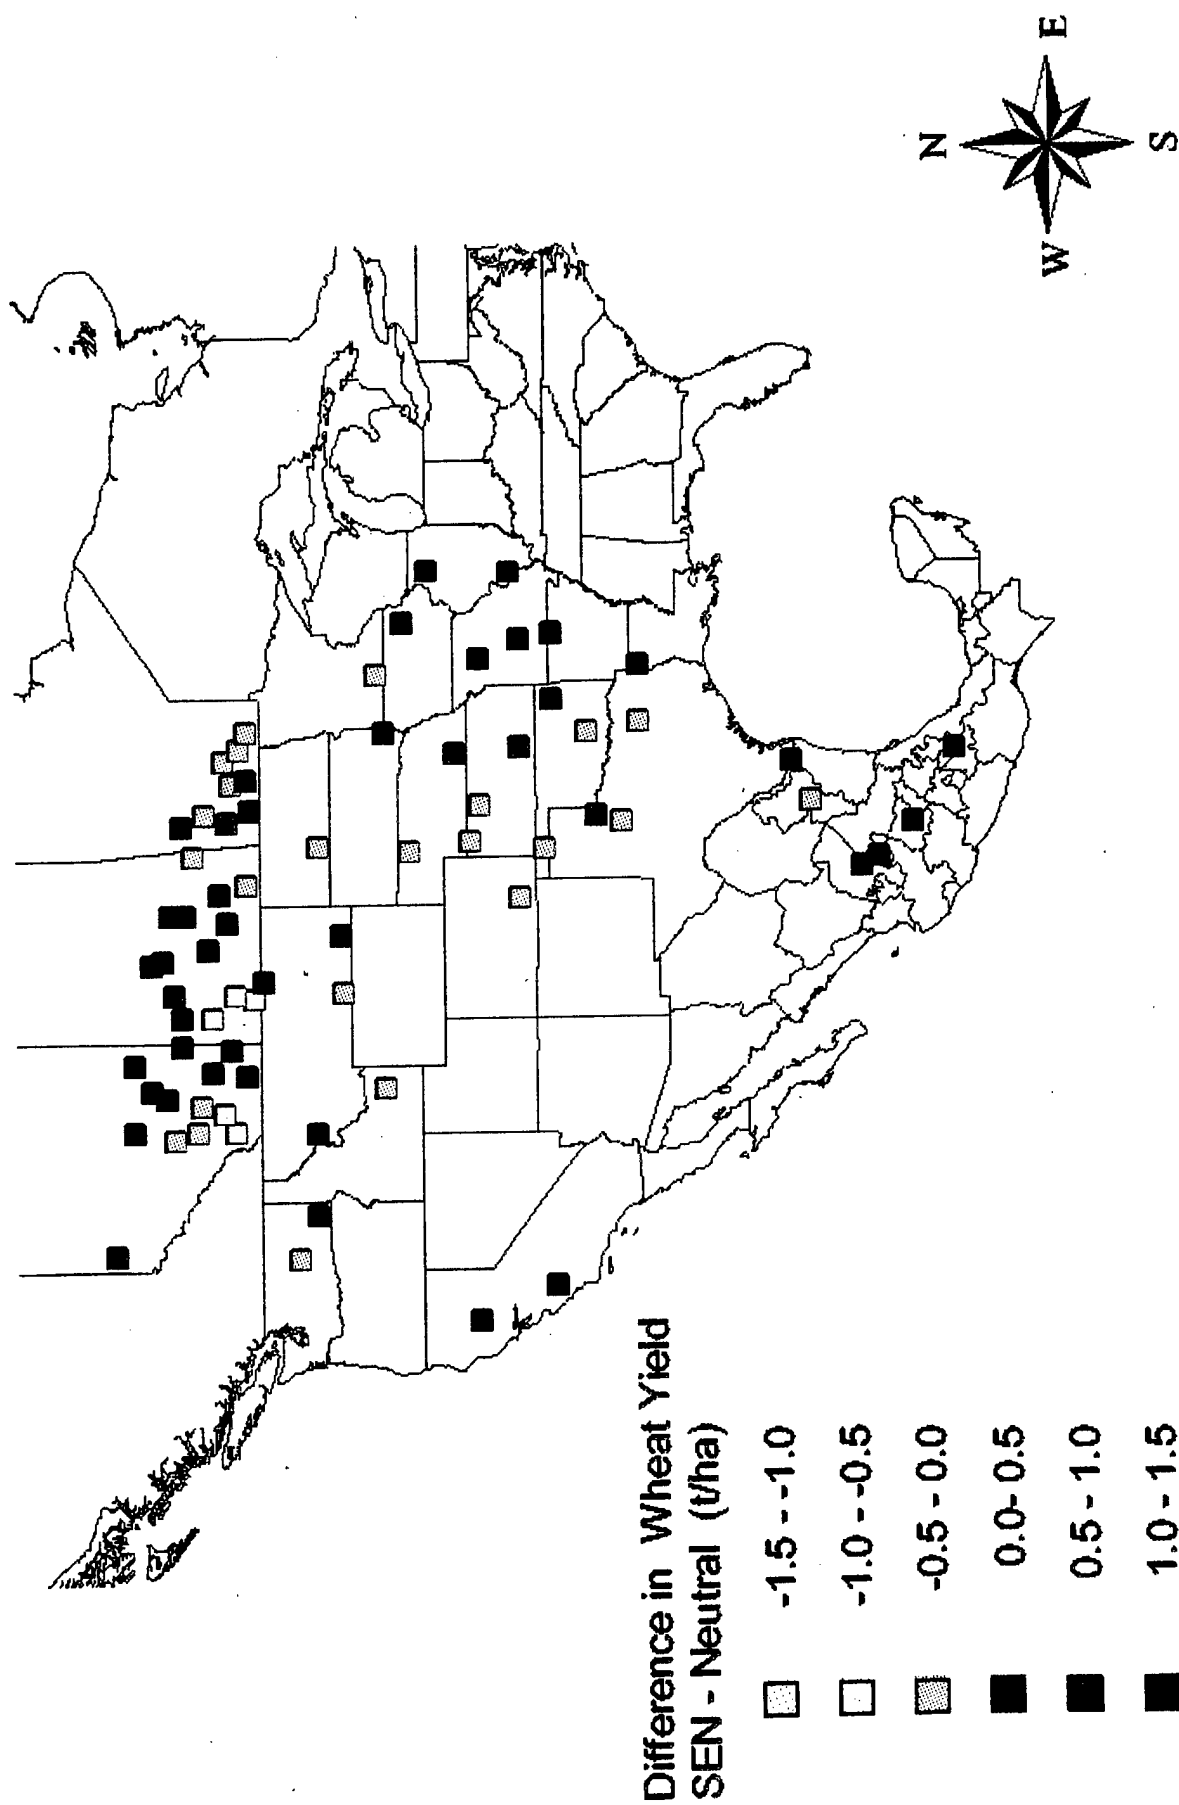 N
W
E
S
Difference in Wheat Yield
SEN - Neutral (t/ha)
-1.5 - -1.0
-1.0 - -0.5
-0.5 - 0.0
0.0- 0.5
0.5 - 1.0
1.0 - 1.5